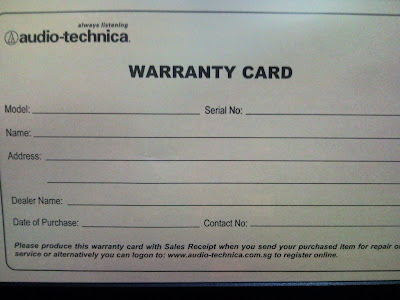 always listening
audio-technica.
WARRANTY CARD
Model: Serial No:
Name:
Address:
Dealer Name:
Date of Purchase: Contact No:
Please produce this warranty card with Sales Receipt when you send your purchased item for repair or
service or alternatively you can logon to: www.audio-technica.com.sg to register online.